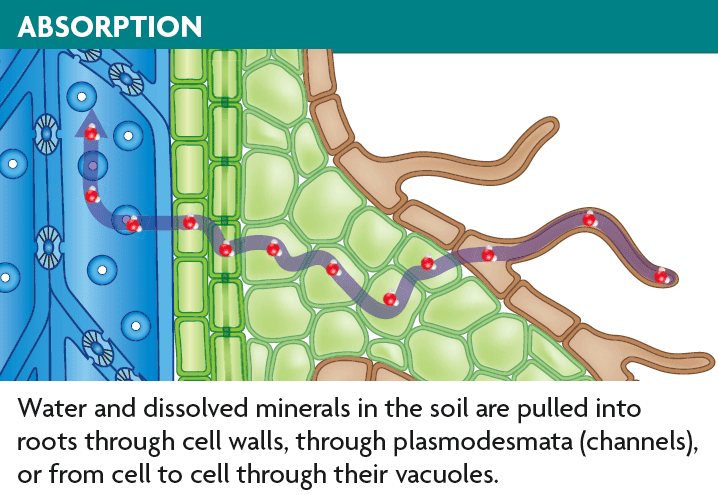 ABSORPTION
Water and dissolved minerals in the soil are pulled into
roots through cell walls, through plasmodesmata (channels),
or from cell to cell through their vacuoles.